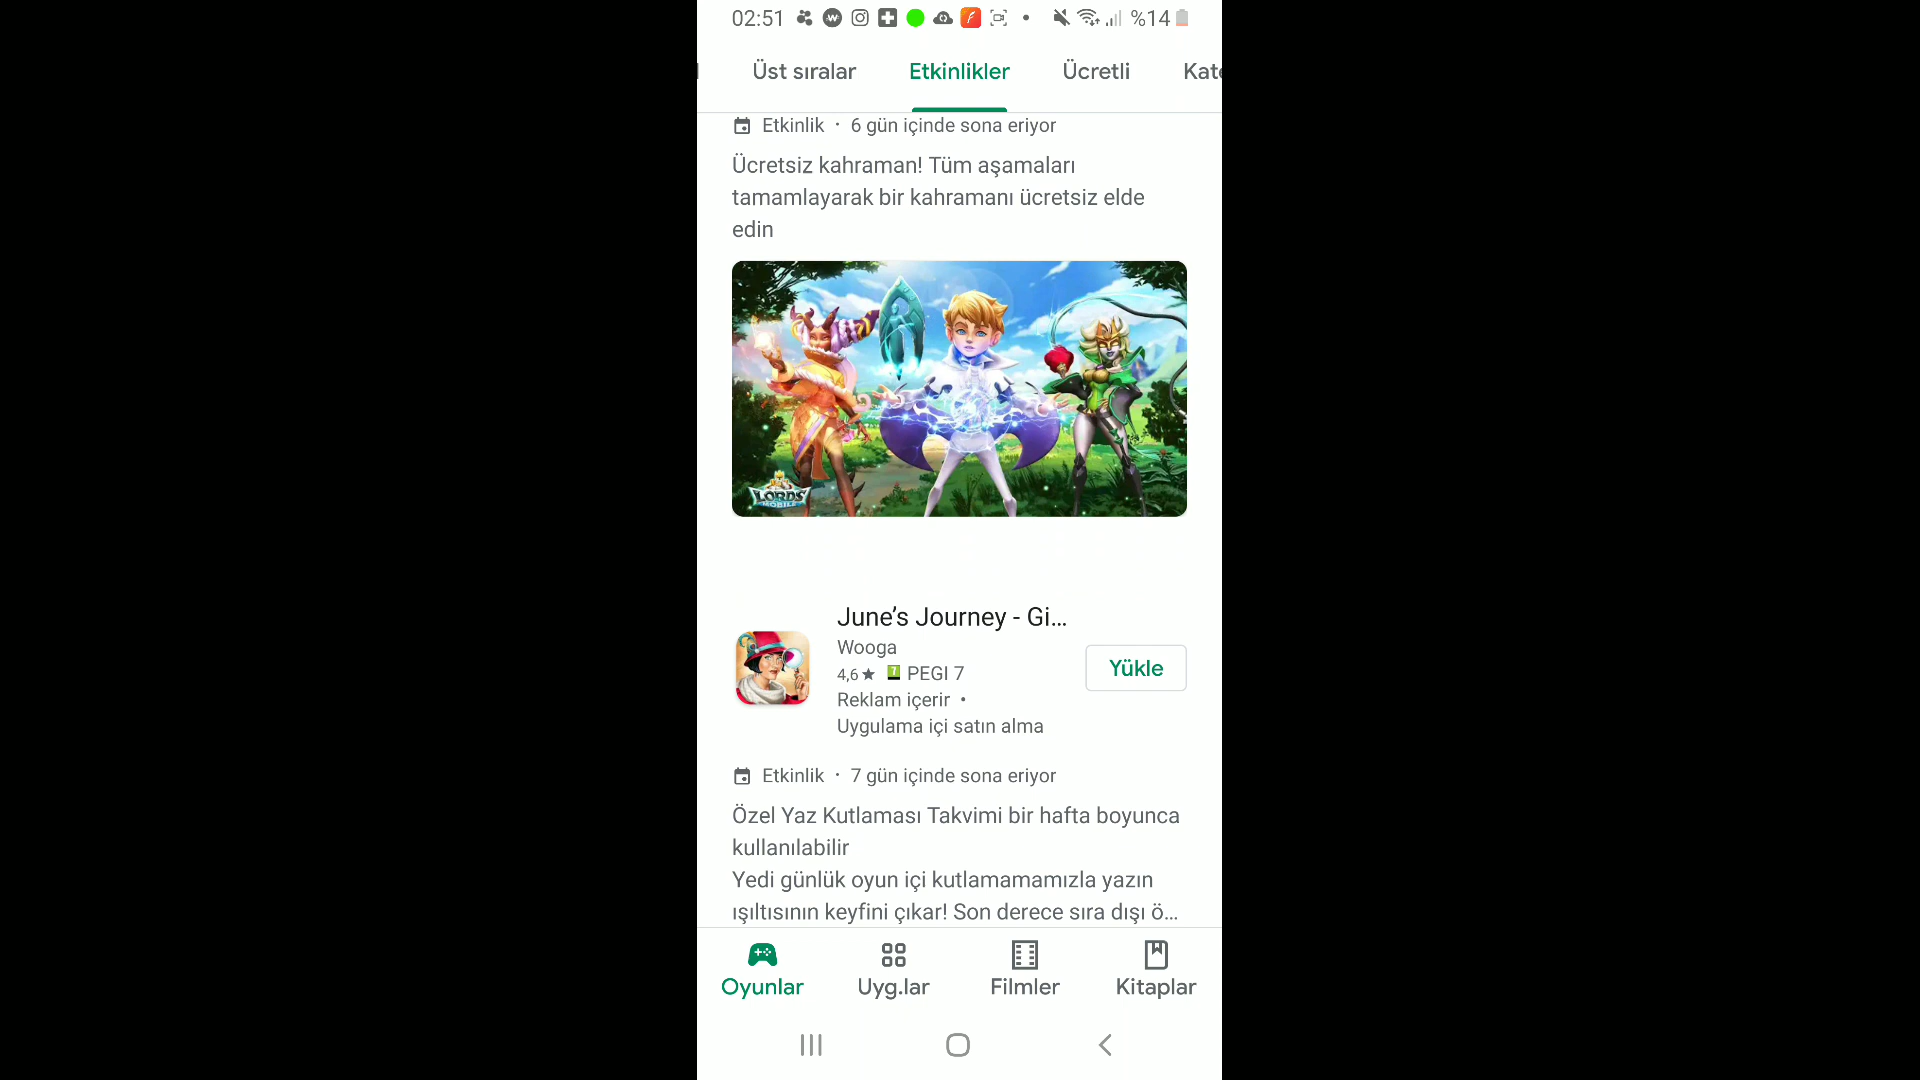 02:51 %14
Üst sıralar Etkinlikler Ücretli Kate
Etkinlik · 6 gün içinde sona eriyor
Ücretsiz kahraman! Tüm aşamaları
tamamlayarak bir kahramanı ücretsiz elde
edin
LORDS
MOBILE
June’s Journey - Gi...
Wooga
4,6★ 7 PEGI 7
Yükle
Reklam içerir •
Uygulama içi satın alma
Etkinlik · 7 gün içinde sona eriyor
Özel Yaz Kutlaması Takvimi bir hafta boyunca
kullanılabilir
Yedi günlük oyun içi kutlamamamızla yazın
ışıltısının keyfini çıkar! Son derece sıra dışı ö...
Oyunlar Uyg.lar Filmler Kitaplar